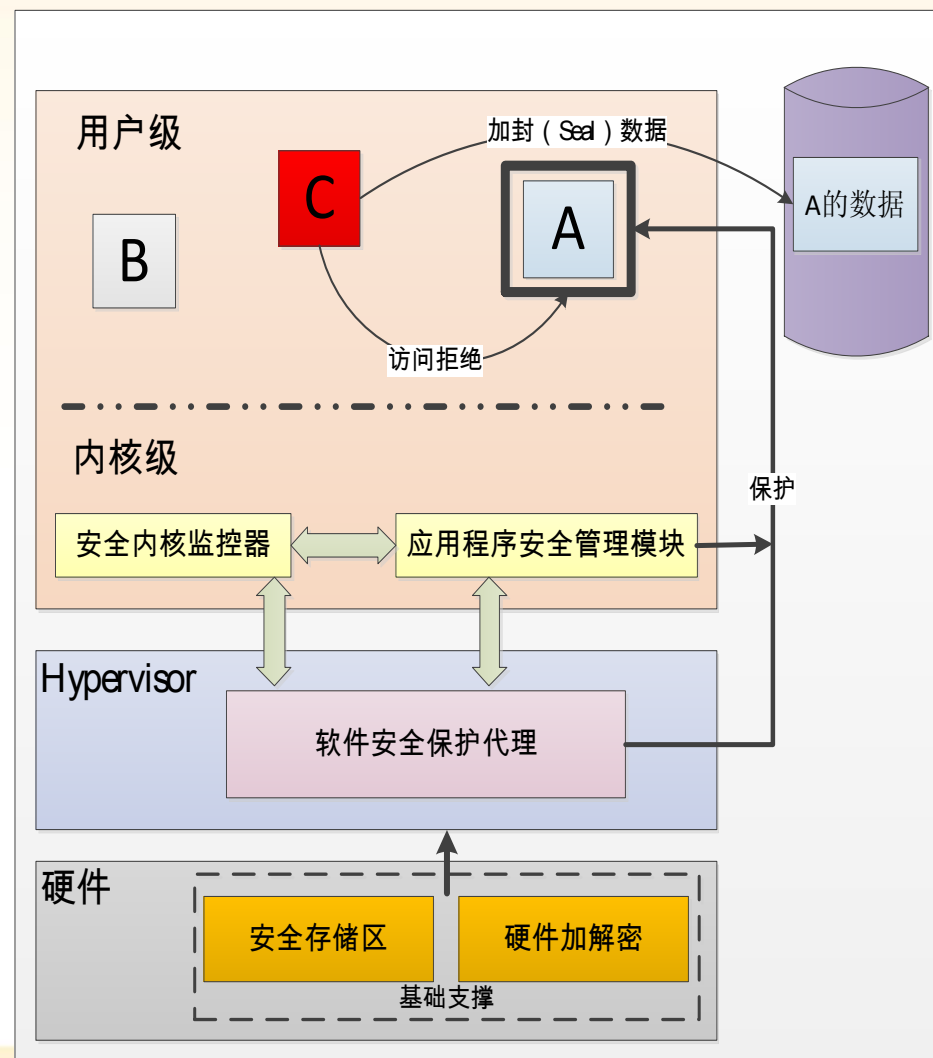 用户级
加封（Seal）数据
C
A
A的数据
B
访问拒绝
内核级
保护
安全内核监控器
应用程序安全管理模块
Hypervisor
软件安全保护代理
硬件
安全存储区
硬件加解密
基础支撑